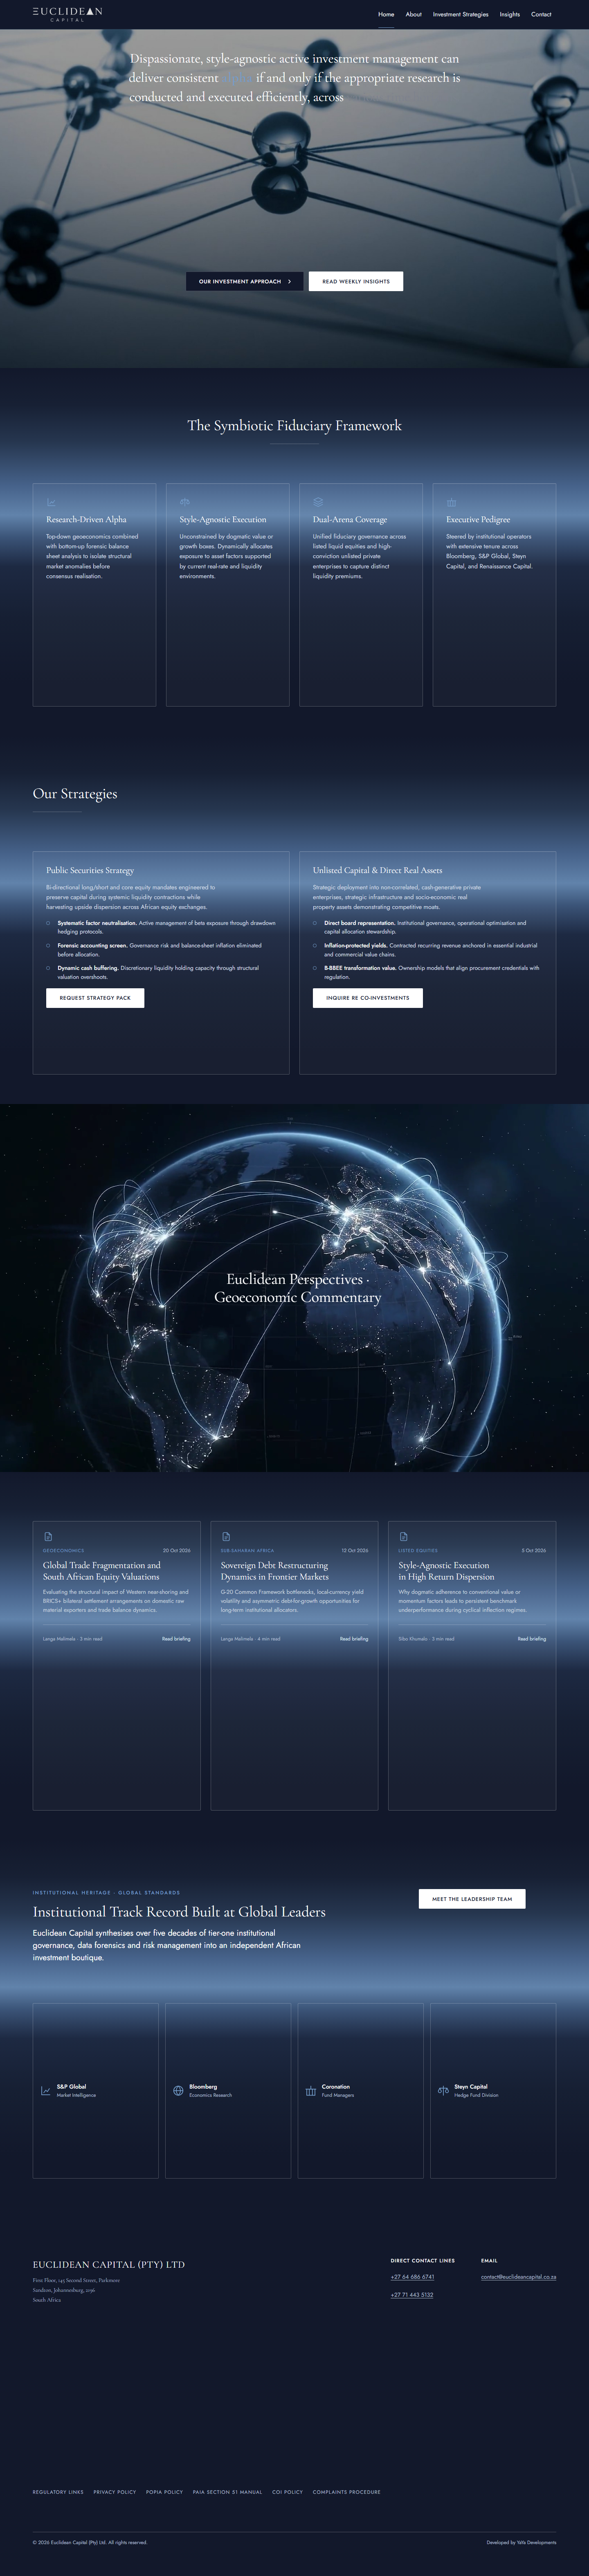 EUCLIDEAN
CAPITAL
Home About Investment Strategies Insights Contact
Dispassionate, style-agnostic active investment management can
deliver consistent if and only if the appropriate research is
conducted and executed efficiently, across
OUR INVESTMENT APPROACH
READ WEEKLY INSIGHTS
The Symbiotic Fiduciary Framework
Research-Driven Alpha
Top-down geoeconomics combined
with bottom-up forensic balance
sheet analysis to isolate structural
market anomalies before
consensus realisation.
Style-Agnostic Execution
Unconstrained by dogmatic value or
growth boxes. Dynamically allocates
exposure to asset factors supported
by current real-rate and liquidity
environments.
Dual-Arena Coverage
Unified fiduciary governance across
listed liquid equities and high-
conviction unlisted private
enterprises to capture distinct
liquidity premiums.
Executive Pedigree
Steered by institutional operators
with extensive tenure across
Bloomberg, S&P Global, Steyn
Capital, and Renaissance Capital.
Our Strategies
Public Securities Strategy
Bi-directional long/short and core equity mandates engineered to
preserve capital during systemic liquidity contractions while
harvesting upside dispersion across African equity exchanges.
Systematic factor neutralisation. Active management of beta exposure through drawdown
hedging protocols.
Forensic accounting screen. Governance risk and balance-sheet inflation eliminated
before allocation.
Dynamic cash buffering. Discretionary liquidity holding capacity through structural
valuation overshoots.
REQUEST STRATEGY PACK
Unlisted Capital & Direct Real Assets
Strategic deployment into non-correlated, cash-generative private
enterprises, strategic infrastructure and socio-economic real
property assets demonstrating competitive moats.
Direct board representation. Institutional governance, operational optimisation and
capital allocation stewardship.
Inflation-protected yields. Contracted recurring revenue anchored in essential industrial
and commercial value chains.
B-BBEE transformation value. Ownership models that align procurement credentials with
regulation.
INQUIRE RE CO-INVESTMENTS
Euclidean Perspectives ·
Geoeconomic Commentary
GEOECONOMICS 20 Oct 2026
Global Trade Fragmentation and
South African Equity Valuations
Evaluating the structural impact of Western near-shoring and
BRICS+ bilateral settlement arrangements on domestic raw
material exporters and trade balance dynamics.
Lange Malimela · 3 min read Read briefing
SUB-SAHARAN AFRICA 12 Oct 2026
Sovereign Debt Restructuring
Dynamics in Frontier Markets
G-20 Common Framework bottlenecks, local-currency yield
volatility and asymmetric debt-for-growth opportunities for
long-term institutional allocators.
Lange Malimela · 4 min read Read briefing
LISTED EQUITIES 3 Oct 2026
Style-Agnostic Execution
in High Return Dispersion
Why dogmatic adherence to conventional value or
momentum factors leads to persistent benchmark
underperformance during cyclical inflection regimes.
Sibo Khumalo · 3 min read Read briefing
INSTITUTIONAL HERITAGE · GLOBAL STANDARDS
Institutional Track Record Built at Global Leaders
Euclidean Capital synthesises over five decades of tier-one institutional
governance, data forensics and risk management into an independent African
investment boutique.
MEET THE LEADERSHIP TEAM
S&P Global
Market Intelligence
Bloomberg
Economics Research
Coronation
Fund Managers
Steyn Capital
Hedge Fund Division
EUCLIDEAN CAPITAL (PTY) LTD
First Floor, 145 Second Street, Parkmore
Sandton, Johannesburg, 2196
South Africa
DIRECT CONTACT LINES
+27 64 686 6741
+27 71 443 5132
EMAIL
contact@euclideancapital.co.za
REGULATORY LINKS PRIVACY POLICY POPIA POLICY PAIA SECTION 51 MANUAL COI POLICY COMPLAINTS PROCEDURE
© 2026 Euclidean Capital (Pty) Ltd. All rights reserved.
Developed by Yafa Developments